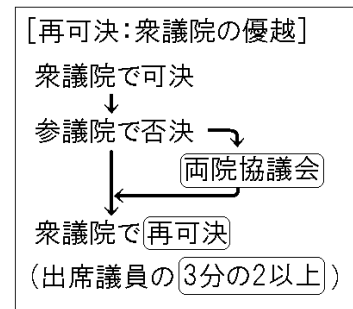 [再可決:衆議院の優越]
衆議院で可決
参議院で否決
両院協議会
衆議院で再可決
(出席議員の3分の2以上)